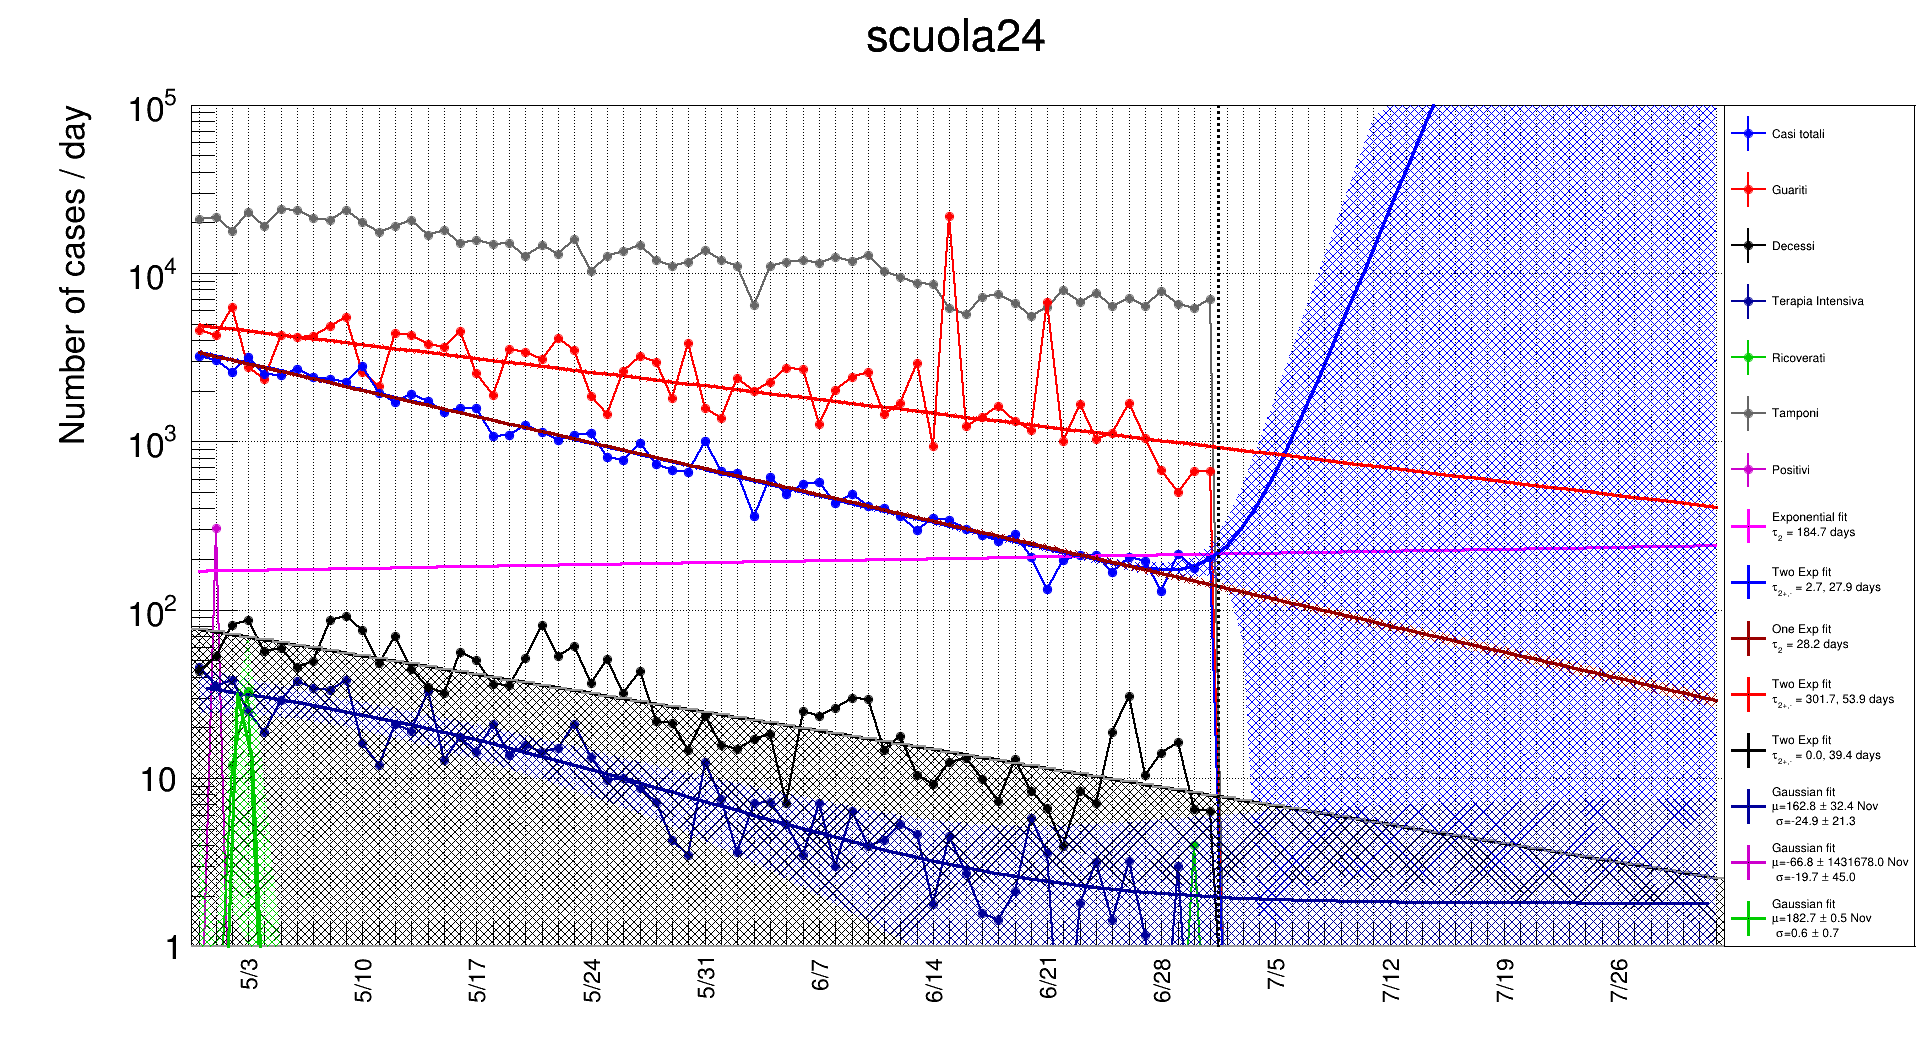 scuola24
Number of cases / day
10^5
10^4
10^3
10^2
10
1
5/3
5/10
5/17
5/24
5/31
6/7
6/14
6/21
6/28
7/5
7/12
7/19
7/26
Casi totali
Guariti
Decessi
Terapia Intensiva
Ricoverati
Tamponi
Positivi
Exponential fit
τ₂ = 184.7 days
Two Exp fit
τ₂₊,₋ = 2.7, 27.9 days
One Exp fit
τ₂ = 28.2 days
Two Exp fit
τ₂₊,₋ = 301.7, 53.9 days
Two Exp fit
τ₂₊,₋ = 0.0, 39.4 days
Gaussian fit
μ=162.8 ± 32.4 Nov
σ=-24.9 ± 21.3
Gaussian fit
μ=-66.8 ± 1431678.0 Nov
σ=-19.7 ± 45.0
Gaussian fit
μ=182.7 ± 0.5 Nov
σ=0.6 ± 0.7